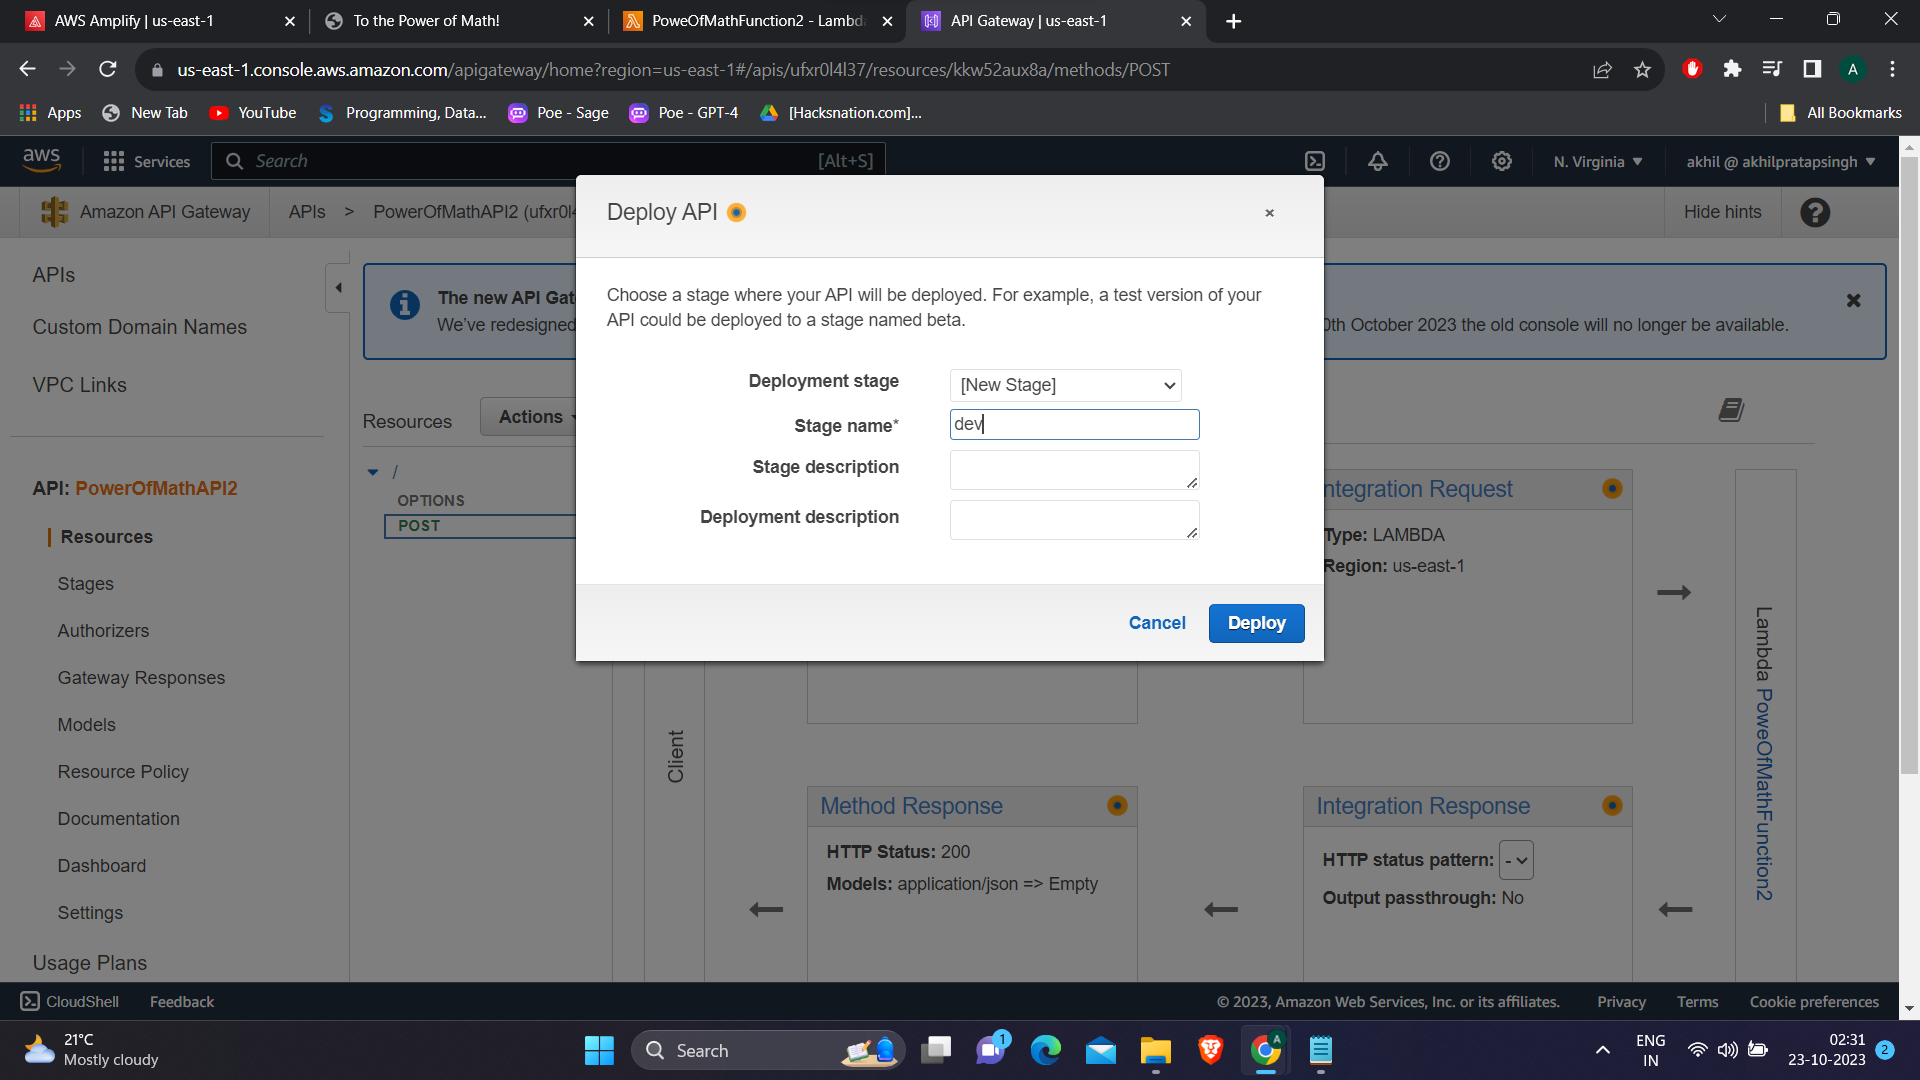 AWS Amplify | us-east-1
To the Power of Math!
PoweOfMathFunction2 - Lambda
API Gateway | us-east-1
us-east-1.console.aws.amazon.com/apigateway/home?region=us-east-1#/apis/ufxr0l4l37/resources/kkw52aux8a/methods/POST
A
Apps
New Tab
YouTube
Programming, Data...
Poe - Sage
Poe - GPT-4
[Hacksnation.com]...
All Bookmarks
aws
Services
Search
[Alt+S]
N. Virginia
akhil @ akhilpratapsingh
Amazon API Gateway
APIs > PowerOfMathAPI2 (ufxr0l4
Hide hints
Deploy API
Choose a stage where your API will be deployed. For example, a test version of your
API could be deployed to a stage named beta.
Deployment stage
[New Stage]
Stage name*
dev
Stage description
Deployment description
Cancel
Deploy
APIs
Custom Domain Names
VPC Links
API: PowerOfMathAPI2
Resources
Stages
Authorizers
Gateway Responses
Models
Resource Policy
Documentation
Dashboard
Settings
Usage Plans
The new API Gat
We've redesigned
0th October 2023 the old console will no longer be available.
Resources
Actions
/
OPTIONS
POST
Client
Integration Request
Type: LAMBDA
Region: us-east-1
Lambda PoweOfMathFunction2
Method Response
HTTP Status: 200
Models: application/json => Empty
Integration Response
HTTP status pattern: -
Output passthrough: No
CloudShell
Feedback
© 2023, Amazon Web Services, Inc. or its affiliates.
Privacy
Terms
Cookie preferences
21°C
Mostly cloudy
Search
1
A
ENG
IN
02:31
23-10-2023
2